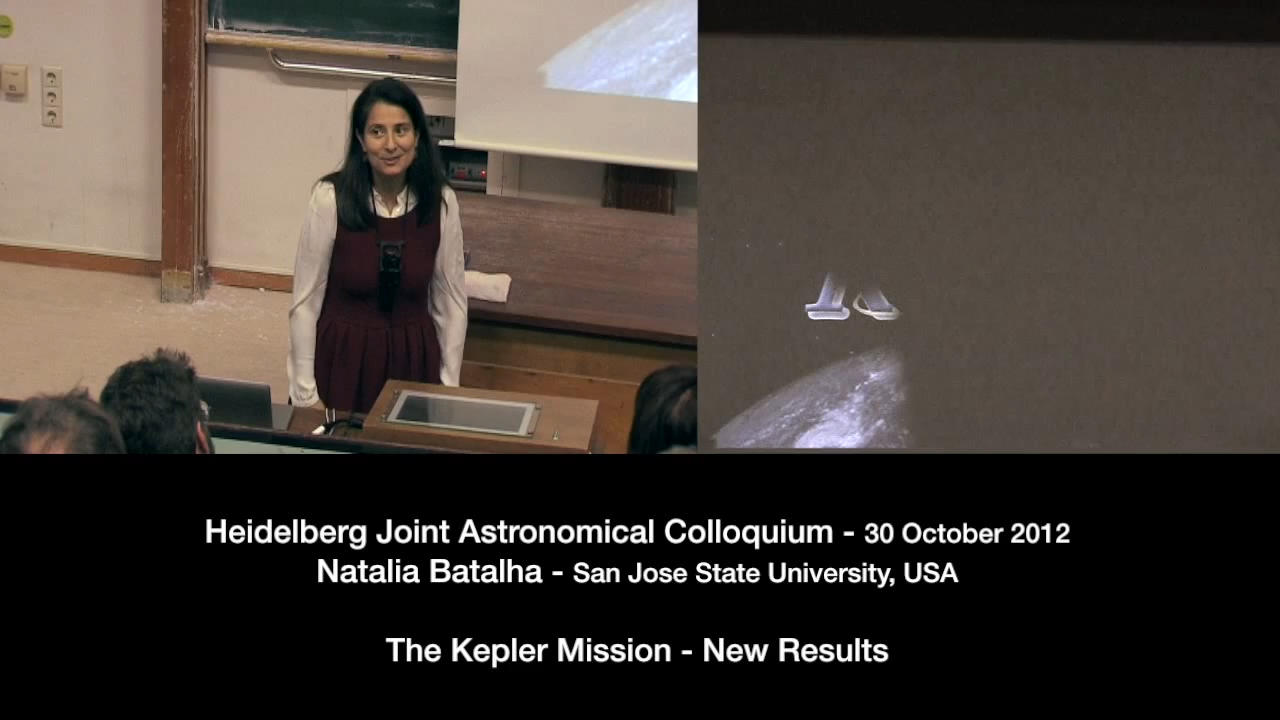 Heidelberg Joint Astronomical Colloquium - 30 October 2012
Natalia Batalha - San Jose State University, USA
The Kepler Mission - New Results